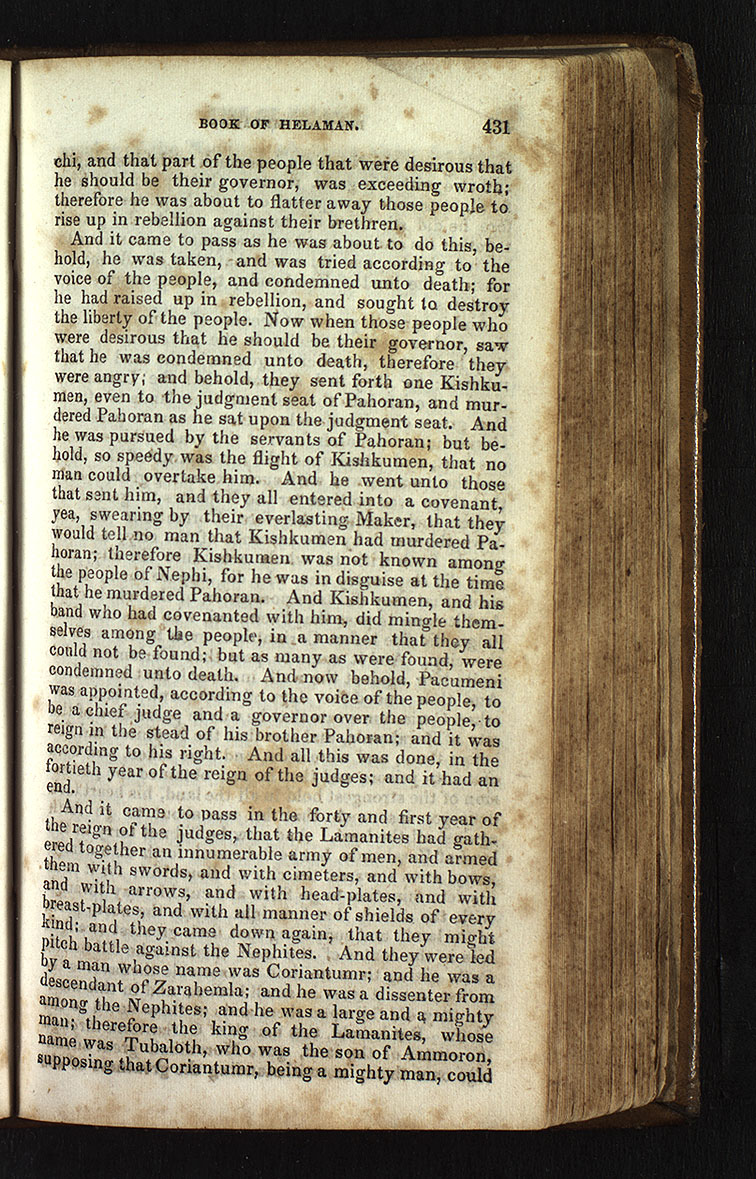 BOOK OF HELAMAN. 431
chi, and that part of the people that were desirous that
he should be their governor, was exceeding wroth;
therefore he was about to flatter away those people to
rise up in rebellion against their brethren.
And it came to pass as he was about to do this, be-
hold, he was taken, and was tried according to the
voice of the people, and condemned unto death; for
he had raised up in rebellion, and sought to destroy
the liberty of the people. Now when those people who
were desirous that he should be their governor, saw
that he was condemned unto death, therefore they
were angry; and behold, they sent forth one Kishku-
men, even to the judgment seat of Pahoran, and mur-
dered Pahoran as he sat upon the judgment seat. And
he was pursued by the servants of Pahoran; but be-
hold, so speedy was the flight of Kishkumen, that no
man could overtake him. And he went unto those
that sent him, and they all entered into a covenant,
yea, swearing by their everlasting Maker, that they
would tell no man that Kishkumen had murdered Pa-
horan; therefore Kishkumen was not known among
the people of Nephi, for he was in disguise at the time
that he murdered Pahoran. And Kishkumen, and his
band who had covenanted with him, did mingle them-
selves among the people, in a manner that they all
could not be found; but as many as were found, were
condemned unto death. And now behold, Pacumeni
was appointed, according to the voice of the people, to
be a chief judge and a governor over the people, to
reign in the stead of his brother Pahoran; and it was
according to his right. And all this was done, in the
fortieth year of the reign of the judges; and it had an
end.
And it came to pass in the forty and first year of
the reign of the judges, that the Lamanites had gath-
ered together an innumerable army of men, and armed
them with swords, and with cimeters, and with bows,
and with arrows, and with head-plates, and with
breast-plates, and with all manner of shields of every
kind; and they came down again, that they might
pitch battle against the Nephites. And they were led
by a man whose name was Coriantumr; and he was a
descendant of Zarahemla; and he was a dissenter from
among the Nephites; and he was a large and a mighty
man; therefore the king of the Lamanites, whose
name was Tubaloth, who was the son of Ammoron,
supposing that Coriantumr, being a mighty man, could